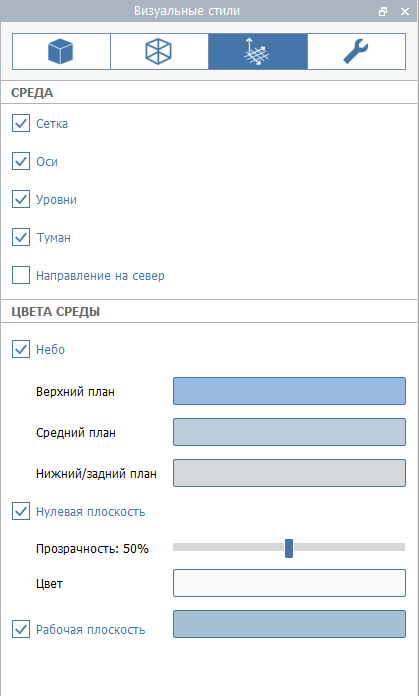 Визуальные стили
СРЕДА
Сетка
Оси
Уровни
Туман
Направление на север
ЦВЕТА СРЕДЫ
Небо
Верхний план
Средний план
Нижний/задний план
Нулевая плоскость
Прозрачность: 50%
Цвет
Рабочая плоскость